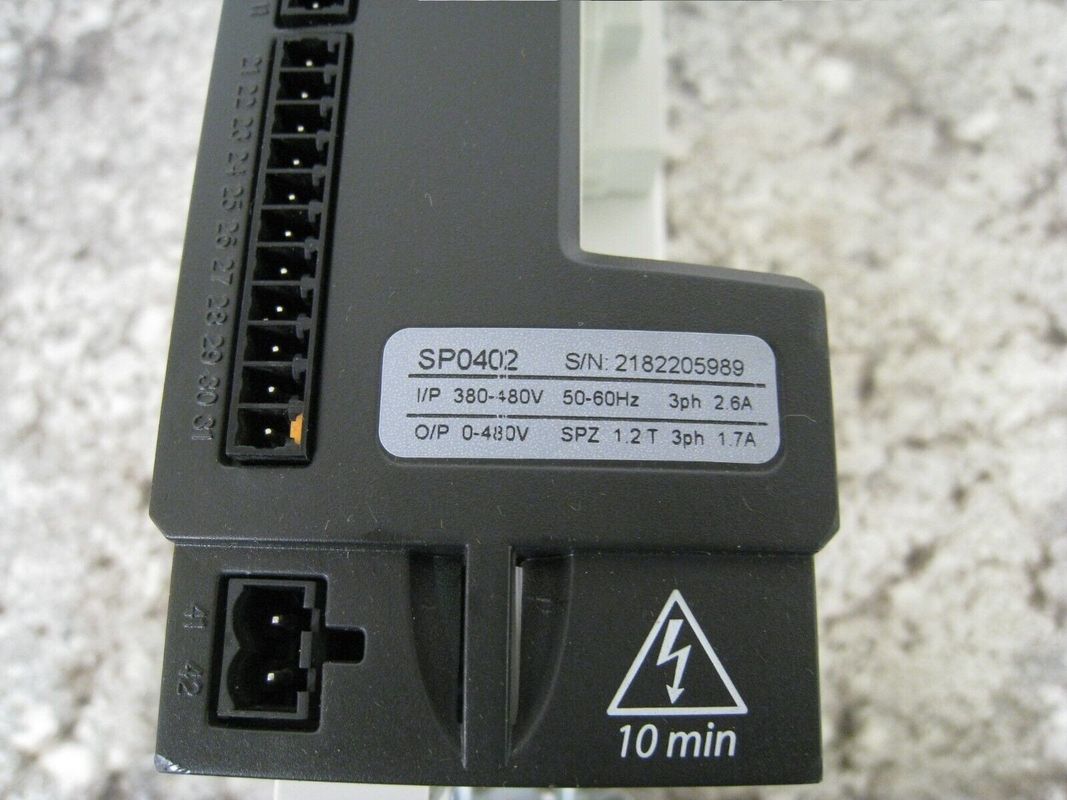 11
21 22 23 24 25 26 27 28 29 30 31
SP0402 S/N: 2182205989
I/P 380-480V 50-60Hz 3ph 2.6A
O/P 0-480V SPZ 1.2 T 3ph 1.7A
41 42
10 min